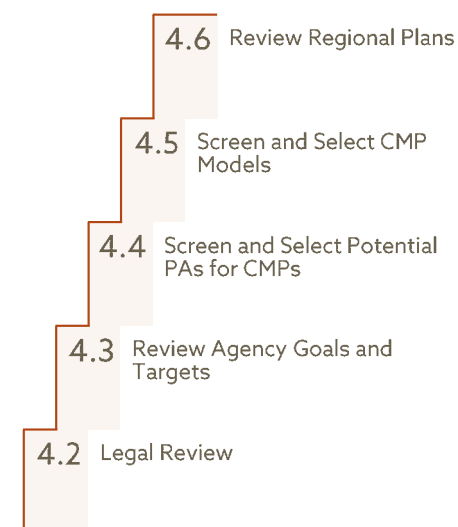 4.6 Review Regional Plans
4.5 Screen and Select CMP
Models
4.4 Screen and Select Potential
PAs for CMPs
4.3 Review Agency Goals and
Targets
4.2 Legal Review